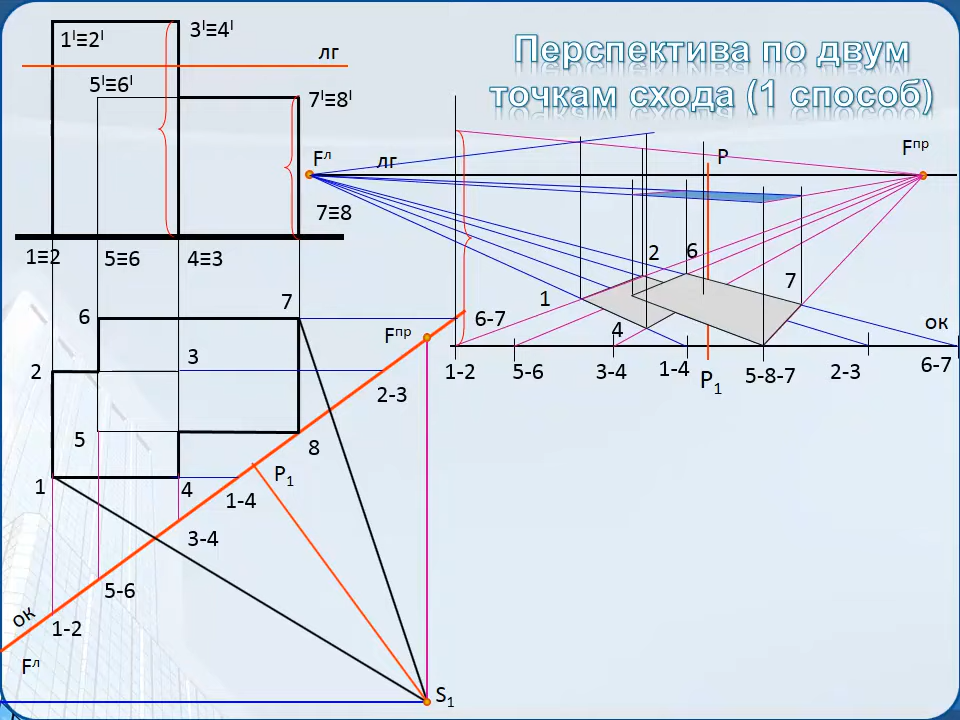 Перспектива по двум
точкам схода (1 способ)
1ᴵ≡2ᴵ
3ᴵ≡4ᴵ
лг
5ᴵ≡6ᴵ
7ᴵ≡8ᴵ
7≡8
1≡2
5≡6
4≡3
6
7
2
3
5
1
4
8
Fпр
6-7
2-3
P₁
1-4
3-4
5-6
1-2
ок
Fл
S₁
Fл
лг
P
Fпр
2
6
7
1
4
ок
1-2
5-6
3-4
1-4
P₁
5-8-7
2-3
6-7